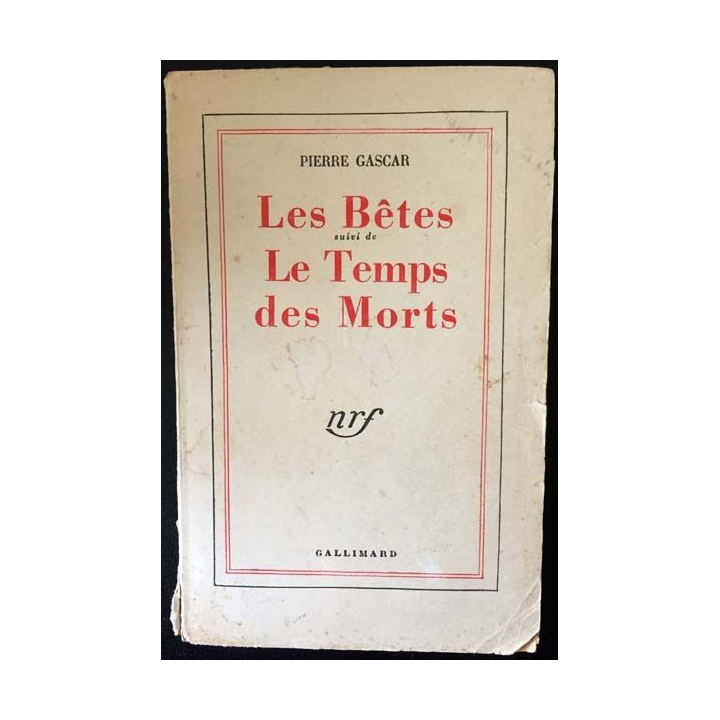 PIERRE GASCAR
Les Bêtes
suivi de
Le Temps
des Morts
nrf
GALLIMARD